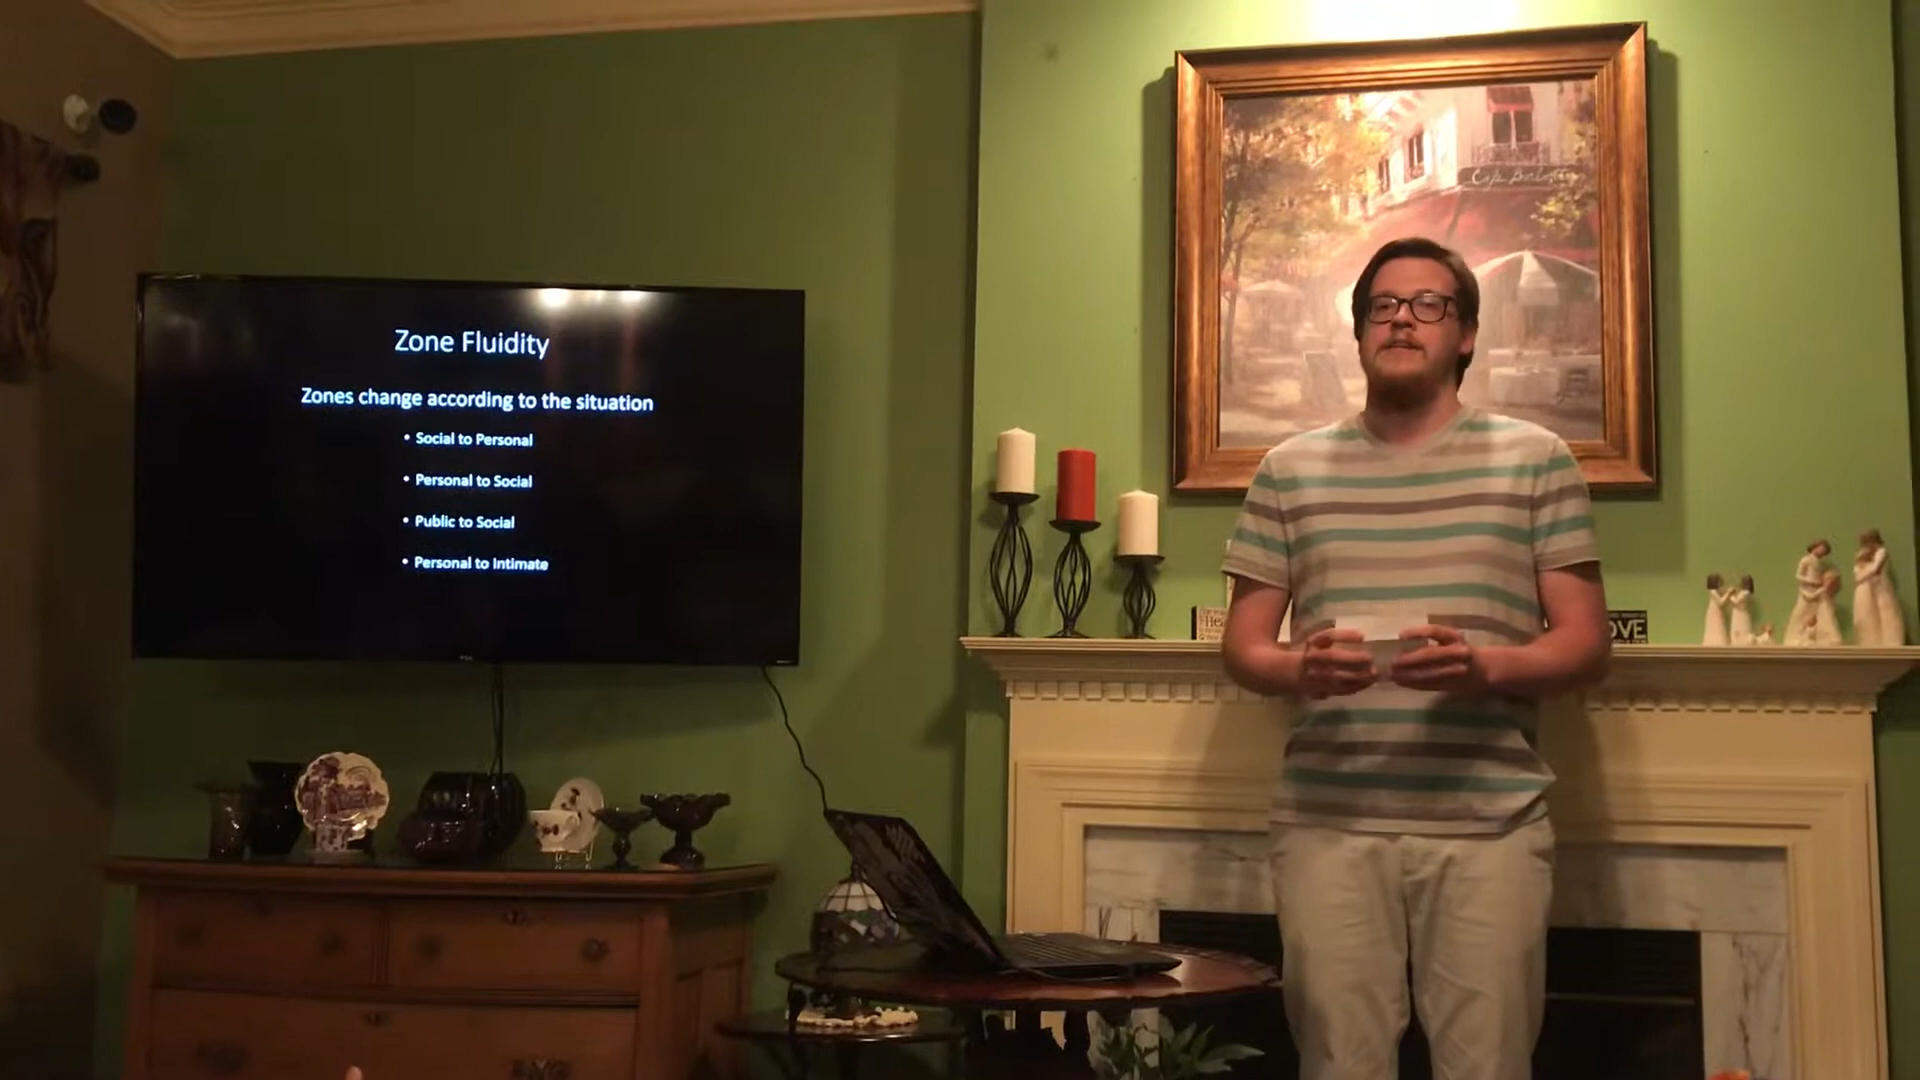 Zone Fluidity
Zones change according to the situation
• Social to Personal
• Personal to Social
• Public to Social
• Personal to Intimate
TCL